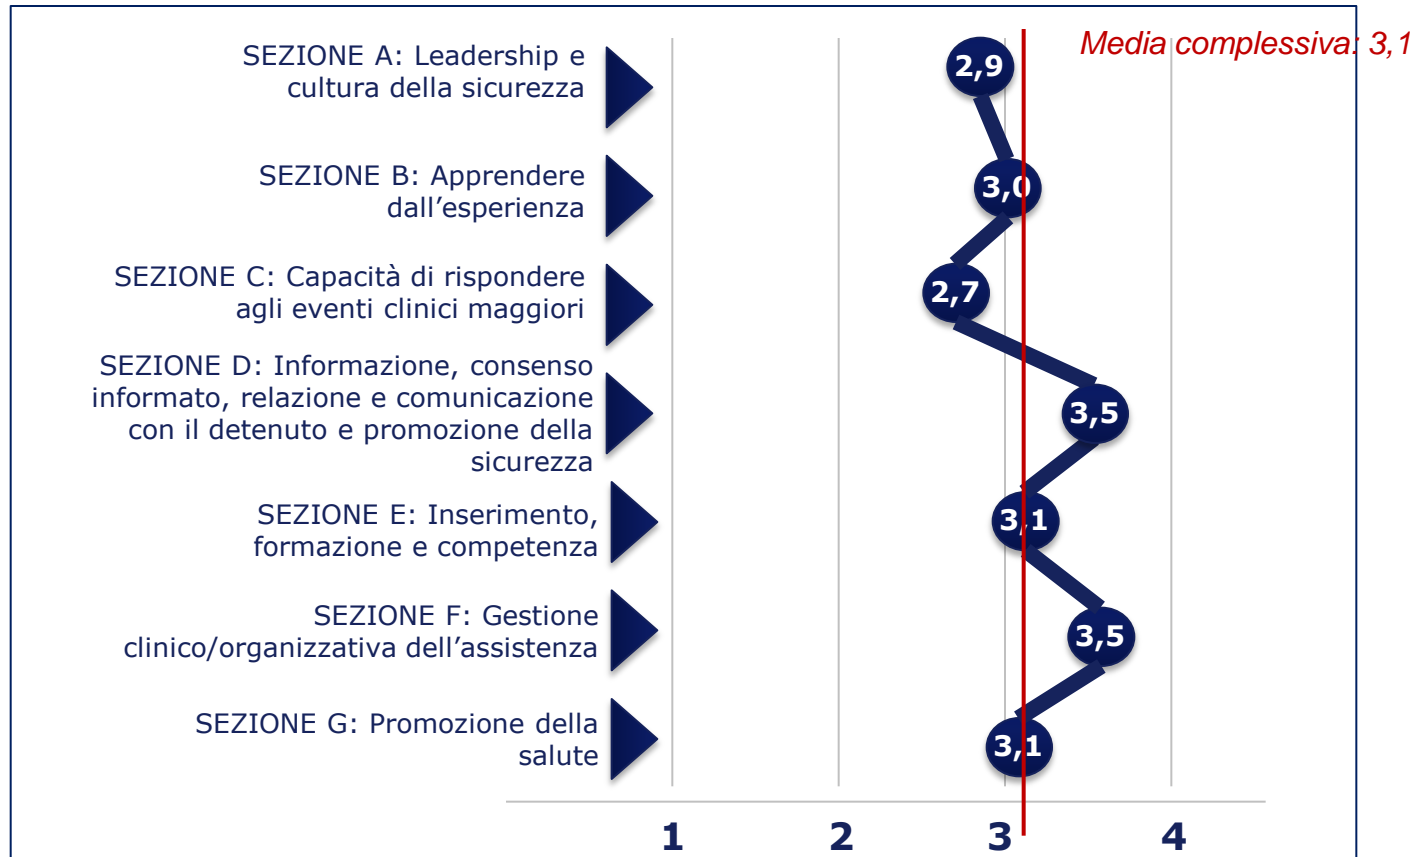 Media complessiva: 3,1
SEZIONE A: Leadership e
cultura della sicurezza
2,9
SEZIONE B: Apprendere
dall’esperienza
3,0
SEZIONE C: Capacità di rispondere
agli eventi clinici maggiori
2,7
SEZIONE D: Informazione, consenso
informato, relazione e comunicazione
con il detenuto e promozione della
sicurezza
3,5
SEZIONE E: Inserimento,
formazione e competenza
3,1
SEZIONE F: Gestione
clinico/organizzativa dell’assistenza
3,5
SEZIONE G: Promozione della
salute
3,1
1 2 3 4